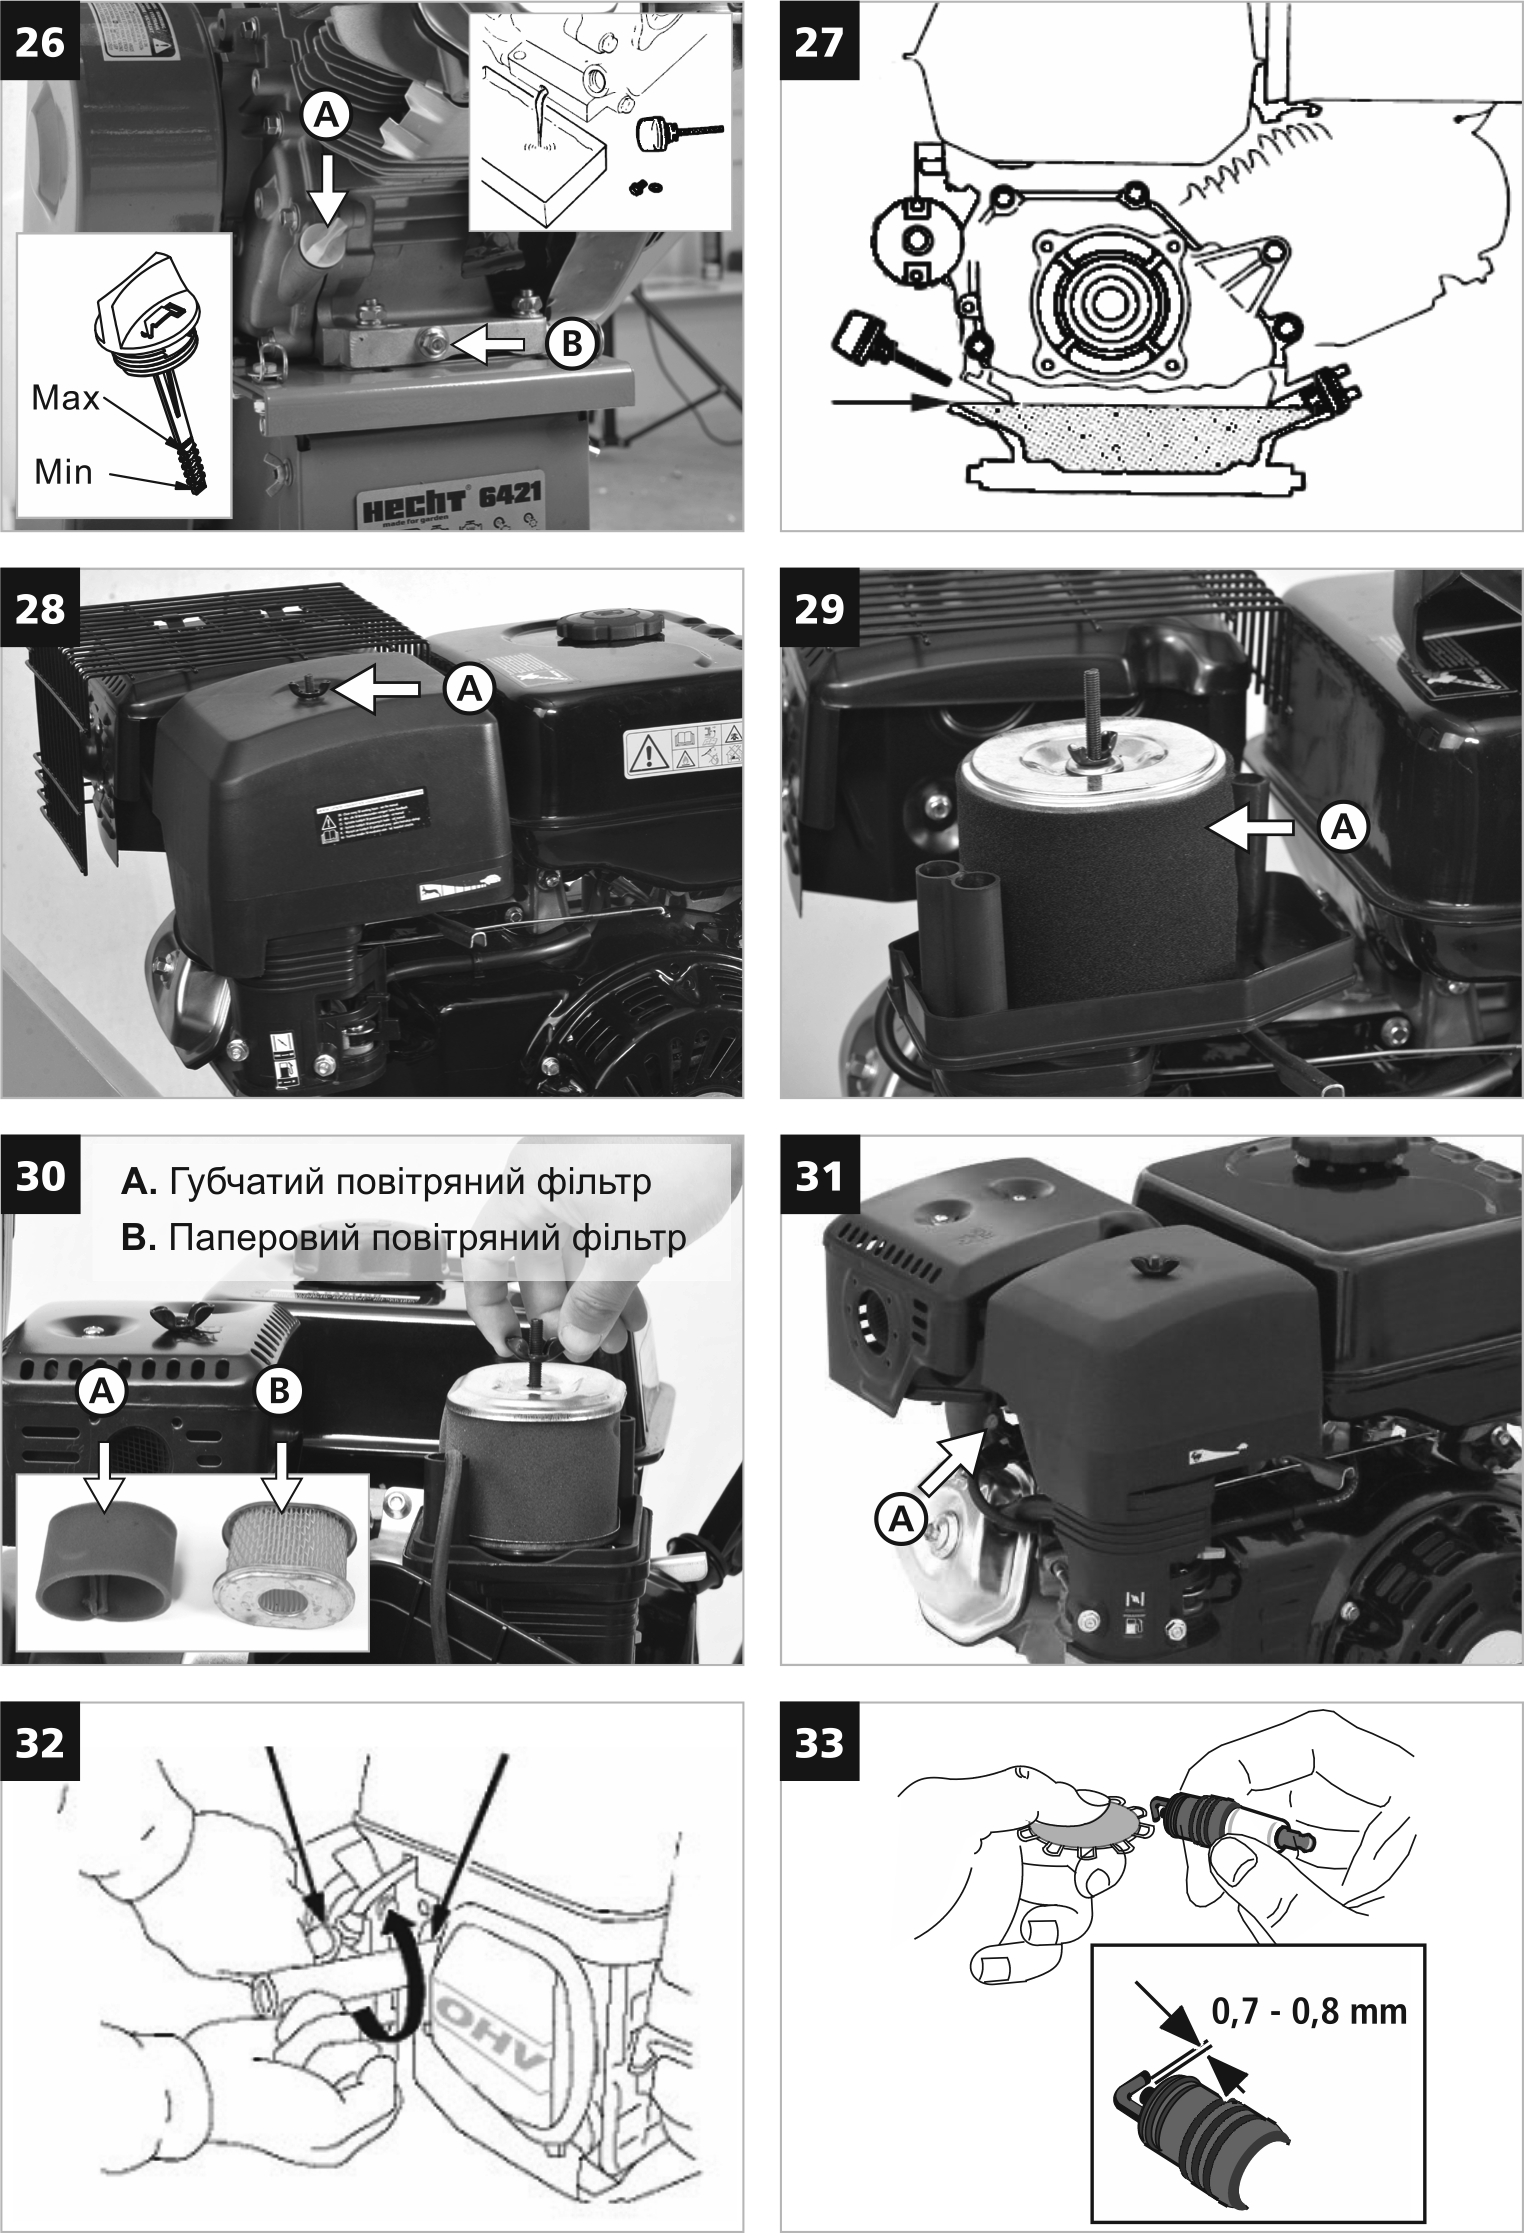 26
A
B
Max
Min
HECHT® 6421
made for garden
27
28
A
29
A
30
A. Губчатий повітряний фільтр
B. Паперовий повітряний фільтр
A
B
31
A
32
OHV
33
0,7 - 0,8 mm